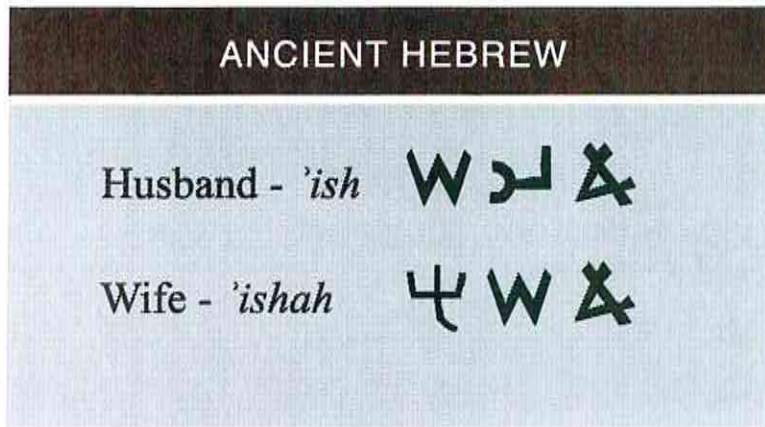 ANCIENT HEBREW
Husband - ’ish 𐤀𐤉𐤔
Wife - ’ishah 𐤀𐤔𐤄